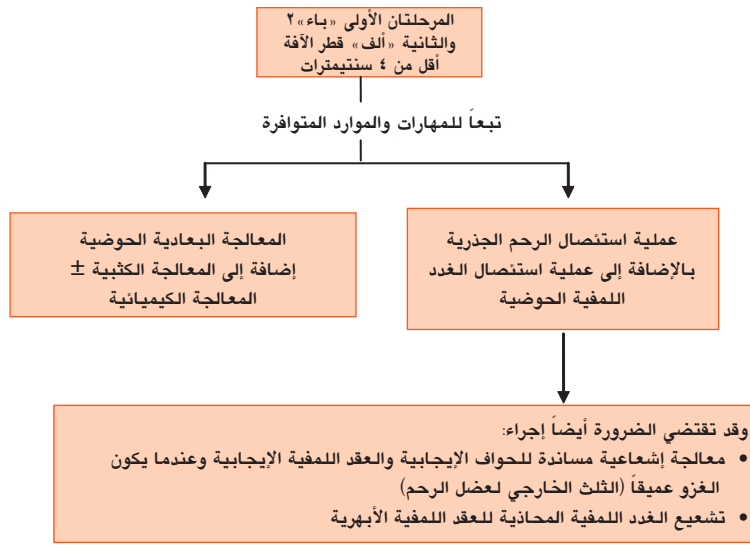 المرحلتان الأولى «باء»٢
والثانية «ألف» قطر الآفة
أقل من ٤ سنتيمترات
تبعاً للمهارات والموارد المتوافرة
عملية استئصال الرحم الجذرية
بالإضافة إلى عملية استئصال الغدد
اللمفية الحوضية
المعالجة البعادية الحوضية
إضافة إلى المعالجة الكثبية ±
المعالجة الكيميائية
وقد تقتضي الضرورة أيضاً إجراء:
• معالجة إشعاعية مساندة للحواف الإيجابية والعقد اللمفية الإيجابية وعندما يكون
الغزو عميقاً (الثلث الخارجي لعضل الرحم)
• تشعيع الغدد اللمفية المحاذية للعقد اللمفية الأبهرية